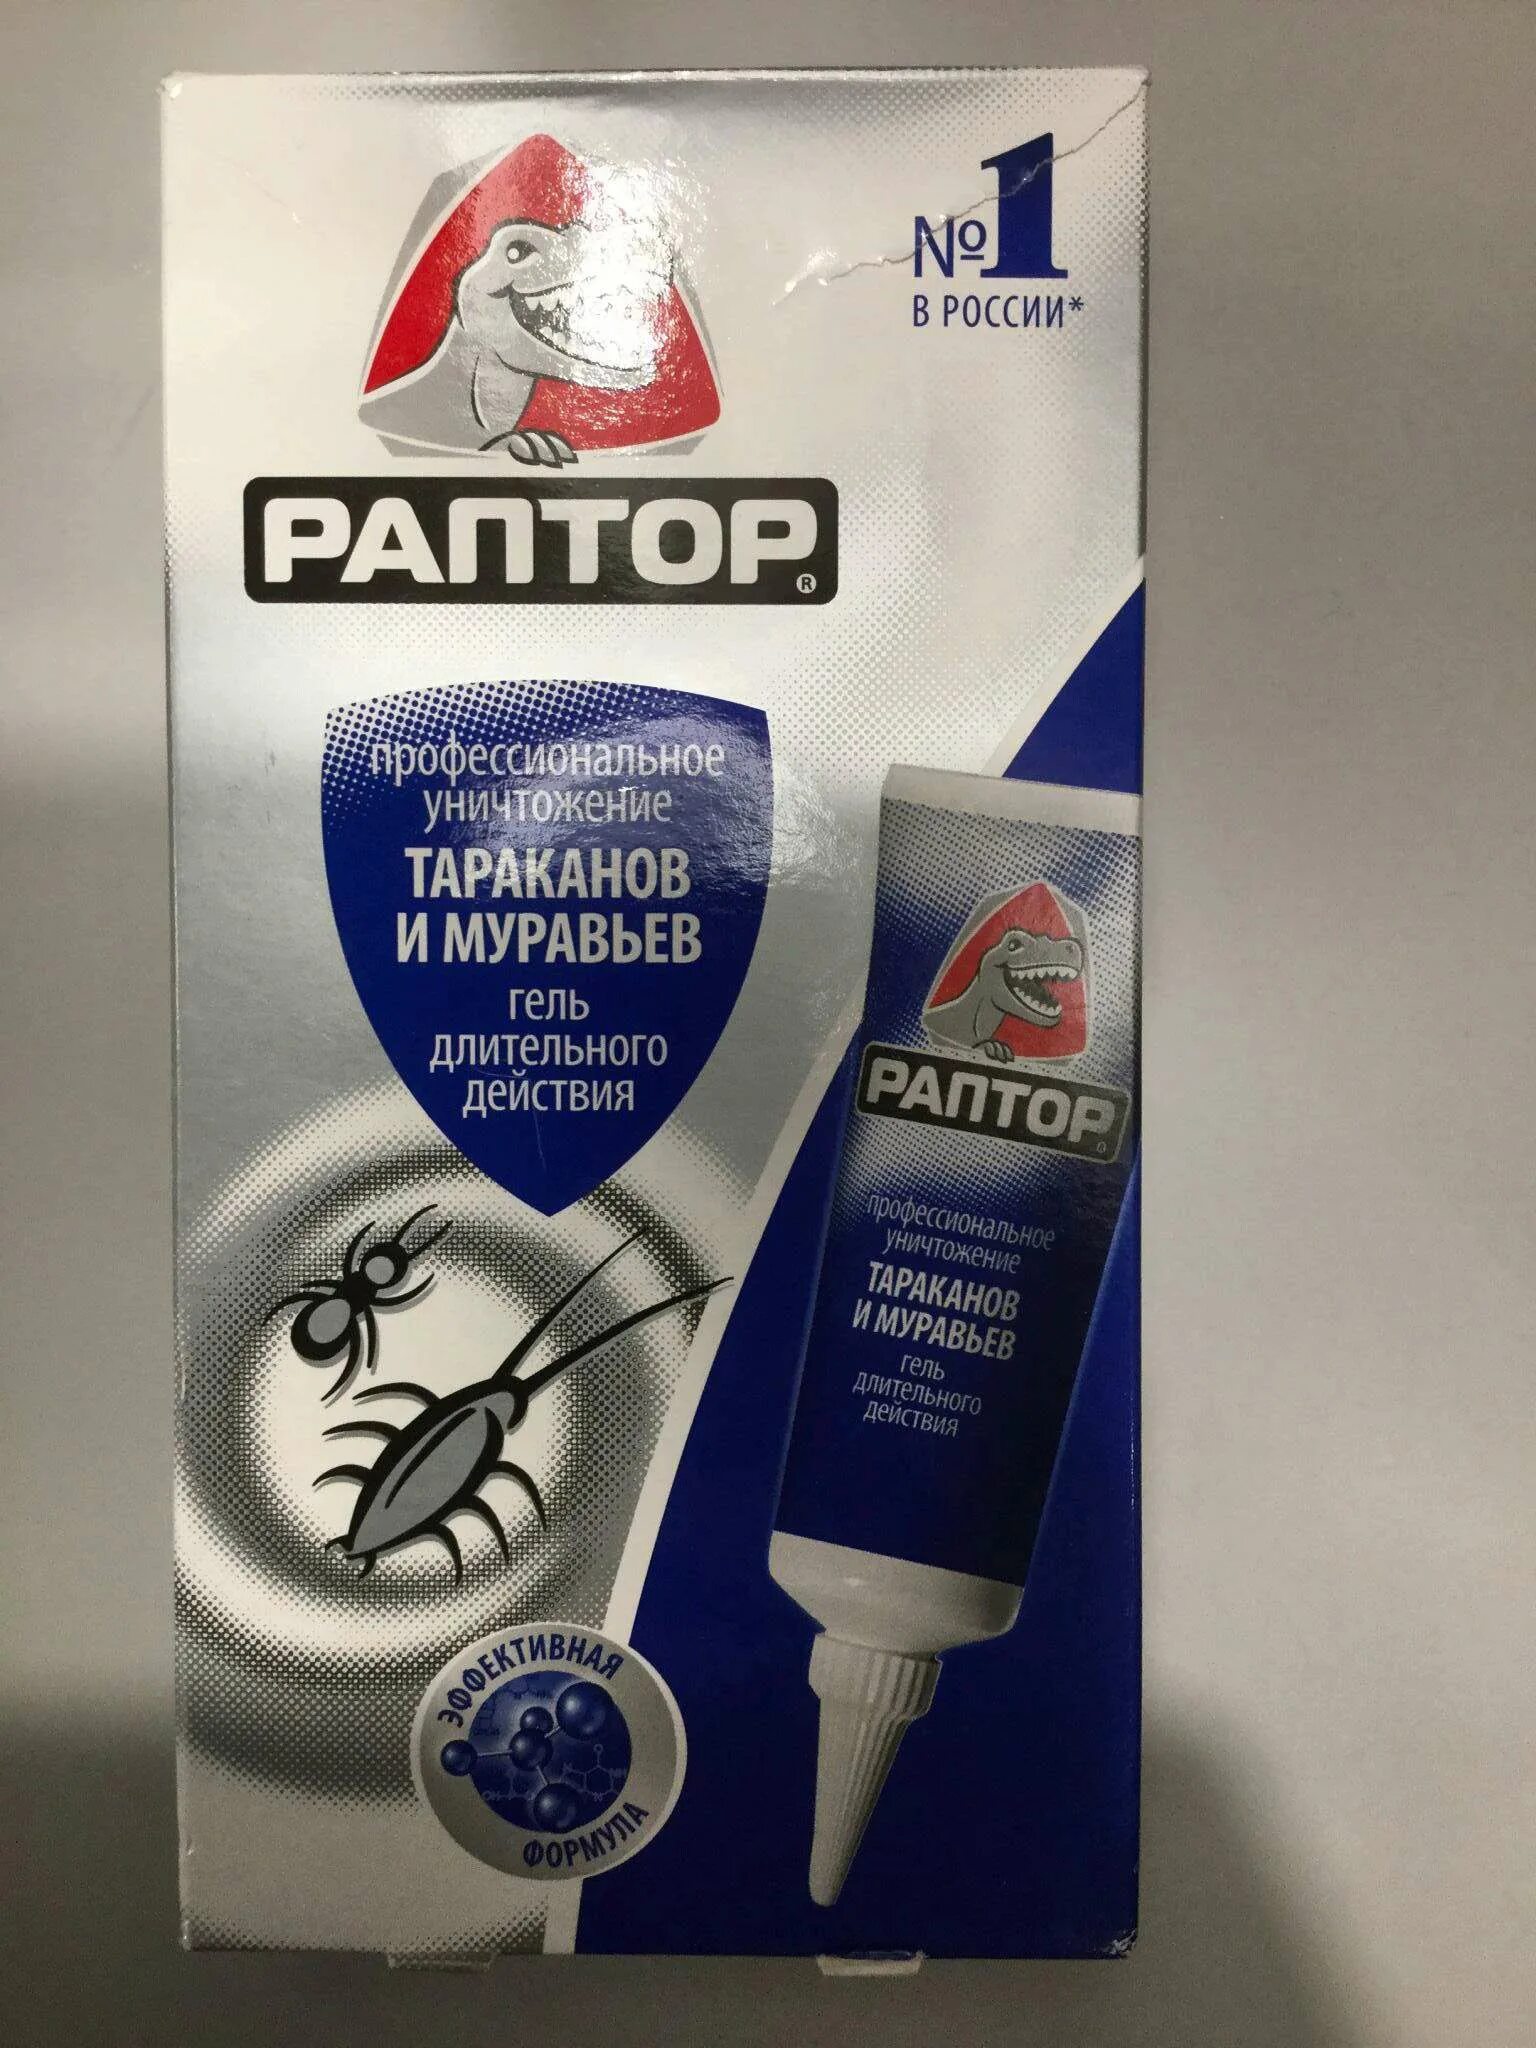 №1
В РОССИИ*
РАПТОР®
профессиональное
уничтожение
ТАРАКАНОВ
И МУРАВЬЕВ
гель
длительного
действия
РАПТОР®
профессиональное
уничтожение
ТАРАКАНОВ
И МУРАВЬЕВ
гель
длительного
действия
ЭФФЕКТИВНАЯ
ФОРМУЛА